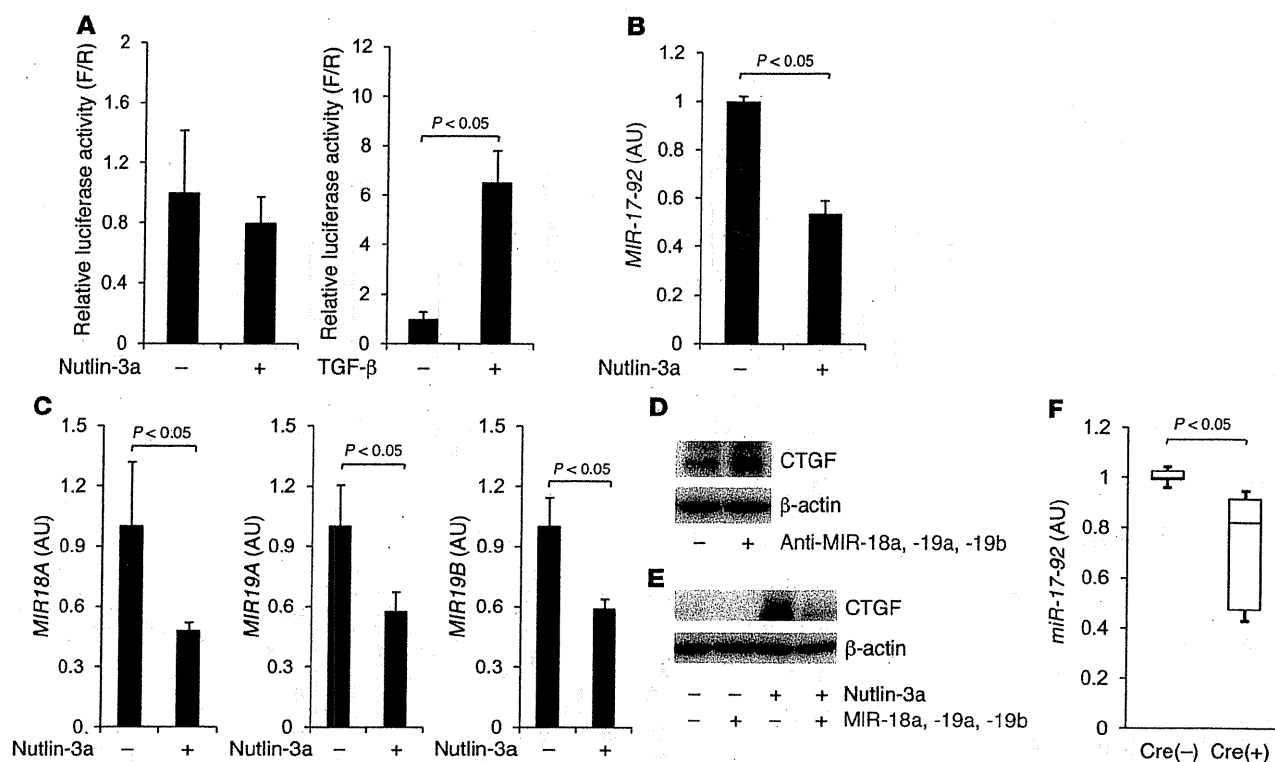 A
Relative luciferase activity (F/R)
2
1.6
1.2
0.8
0.4
0
Nutlin-3a − +
Relative luciferase activity (F/R)
12
10
8
6
4
2
0
P < 0.05
TGF-β − +
B
MIR-17-92 (AU)
1.2
1
0.8
0.6
0.4
0.2
0
P < 0.05
Nutlin-3a − +
C
MIR18A (AU)
1.5
1.2
0.9
0.6
0.3
0
P < 0.05
Nutlin-3a − +
MIR19A (AU)
1.5
1.2
0.9
0.6
0.3
0
P < 0.05
Nutlin-3a − +
MIR19B (AU)
1.5
1.2
0.9
0.6
0.3
0
P < 0.05
Nutlin-3a − +
D
CTGF
β-actin
− + Anti-MIR-18a, -19a, -19b
E
CTGF
β-actin
− − + + Nutlin-3a
− + − + MIR-18a, -19a, -19b
F
miR-17-92 (AU)
1.2
1
0.8
0.6
0.4
0.2
0
P < 0.05
Cre(−) Cre(+)